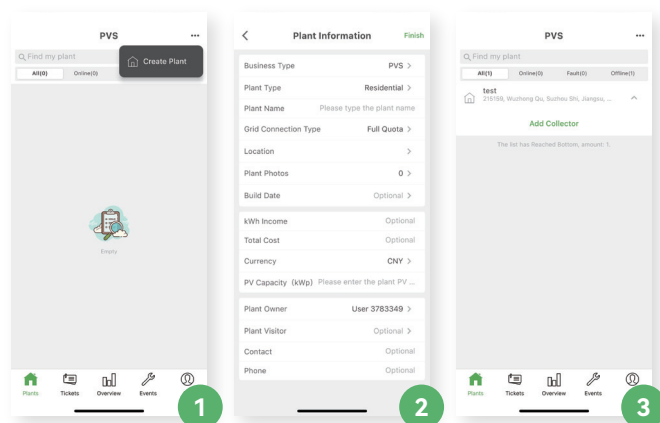 PVS
Find my plant
Create Plant
All(0) Online(0)
Empty
Plants Tickets Overview Events
1
Plant Information Finish
Business Type PVS >
Plant Type Residential >
Plant Name Please type the plant name
Grid Connection Type Full Quota >
Location >
Plant Photos 0 >
Build Date Optional >
kWh Income Optional
Total Cost Optional
Currency CNY >
PV Capacity (kWp) Please enter the plant PV ...
Plant Owner User 3783349 >
Plant Visitor Optional >
Contact Optional
Phone Optional
2
PVS
Find my plant
All(1) Online(0) Fault(0) Offline(1)
test
215199, Wuzhong Qu, Suzhou Shi, Jiangsu, ...
Add Collector
The list has Reached Bottom, amount: 1.
Plants Tickets Overview Events
3